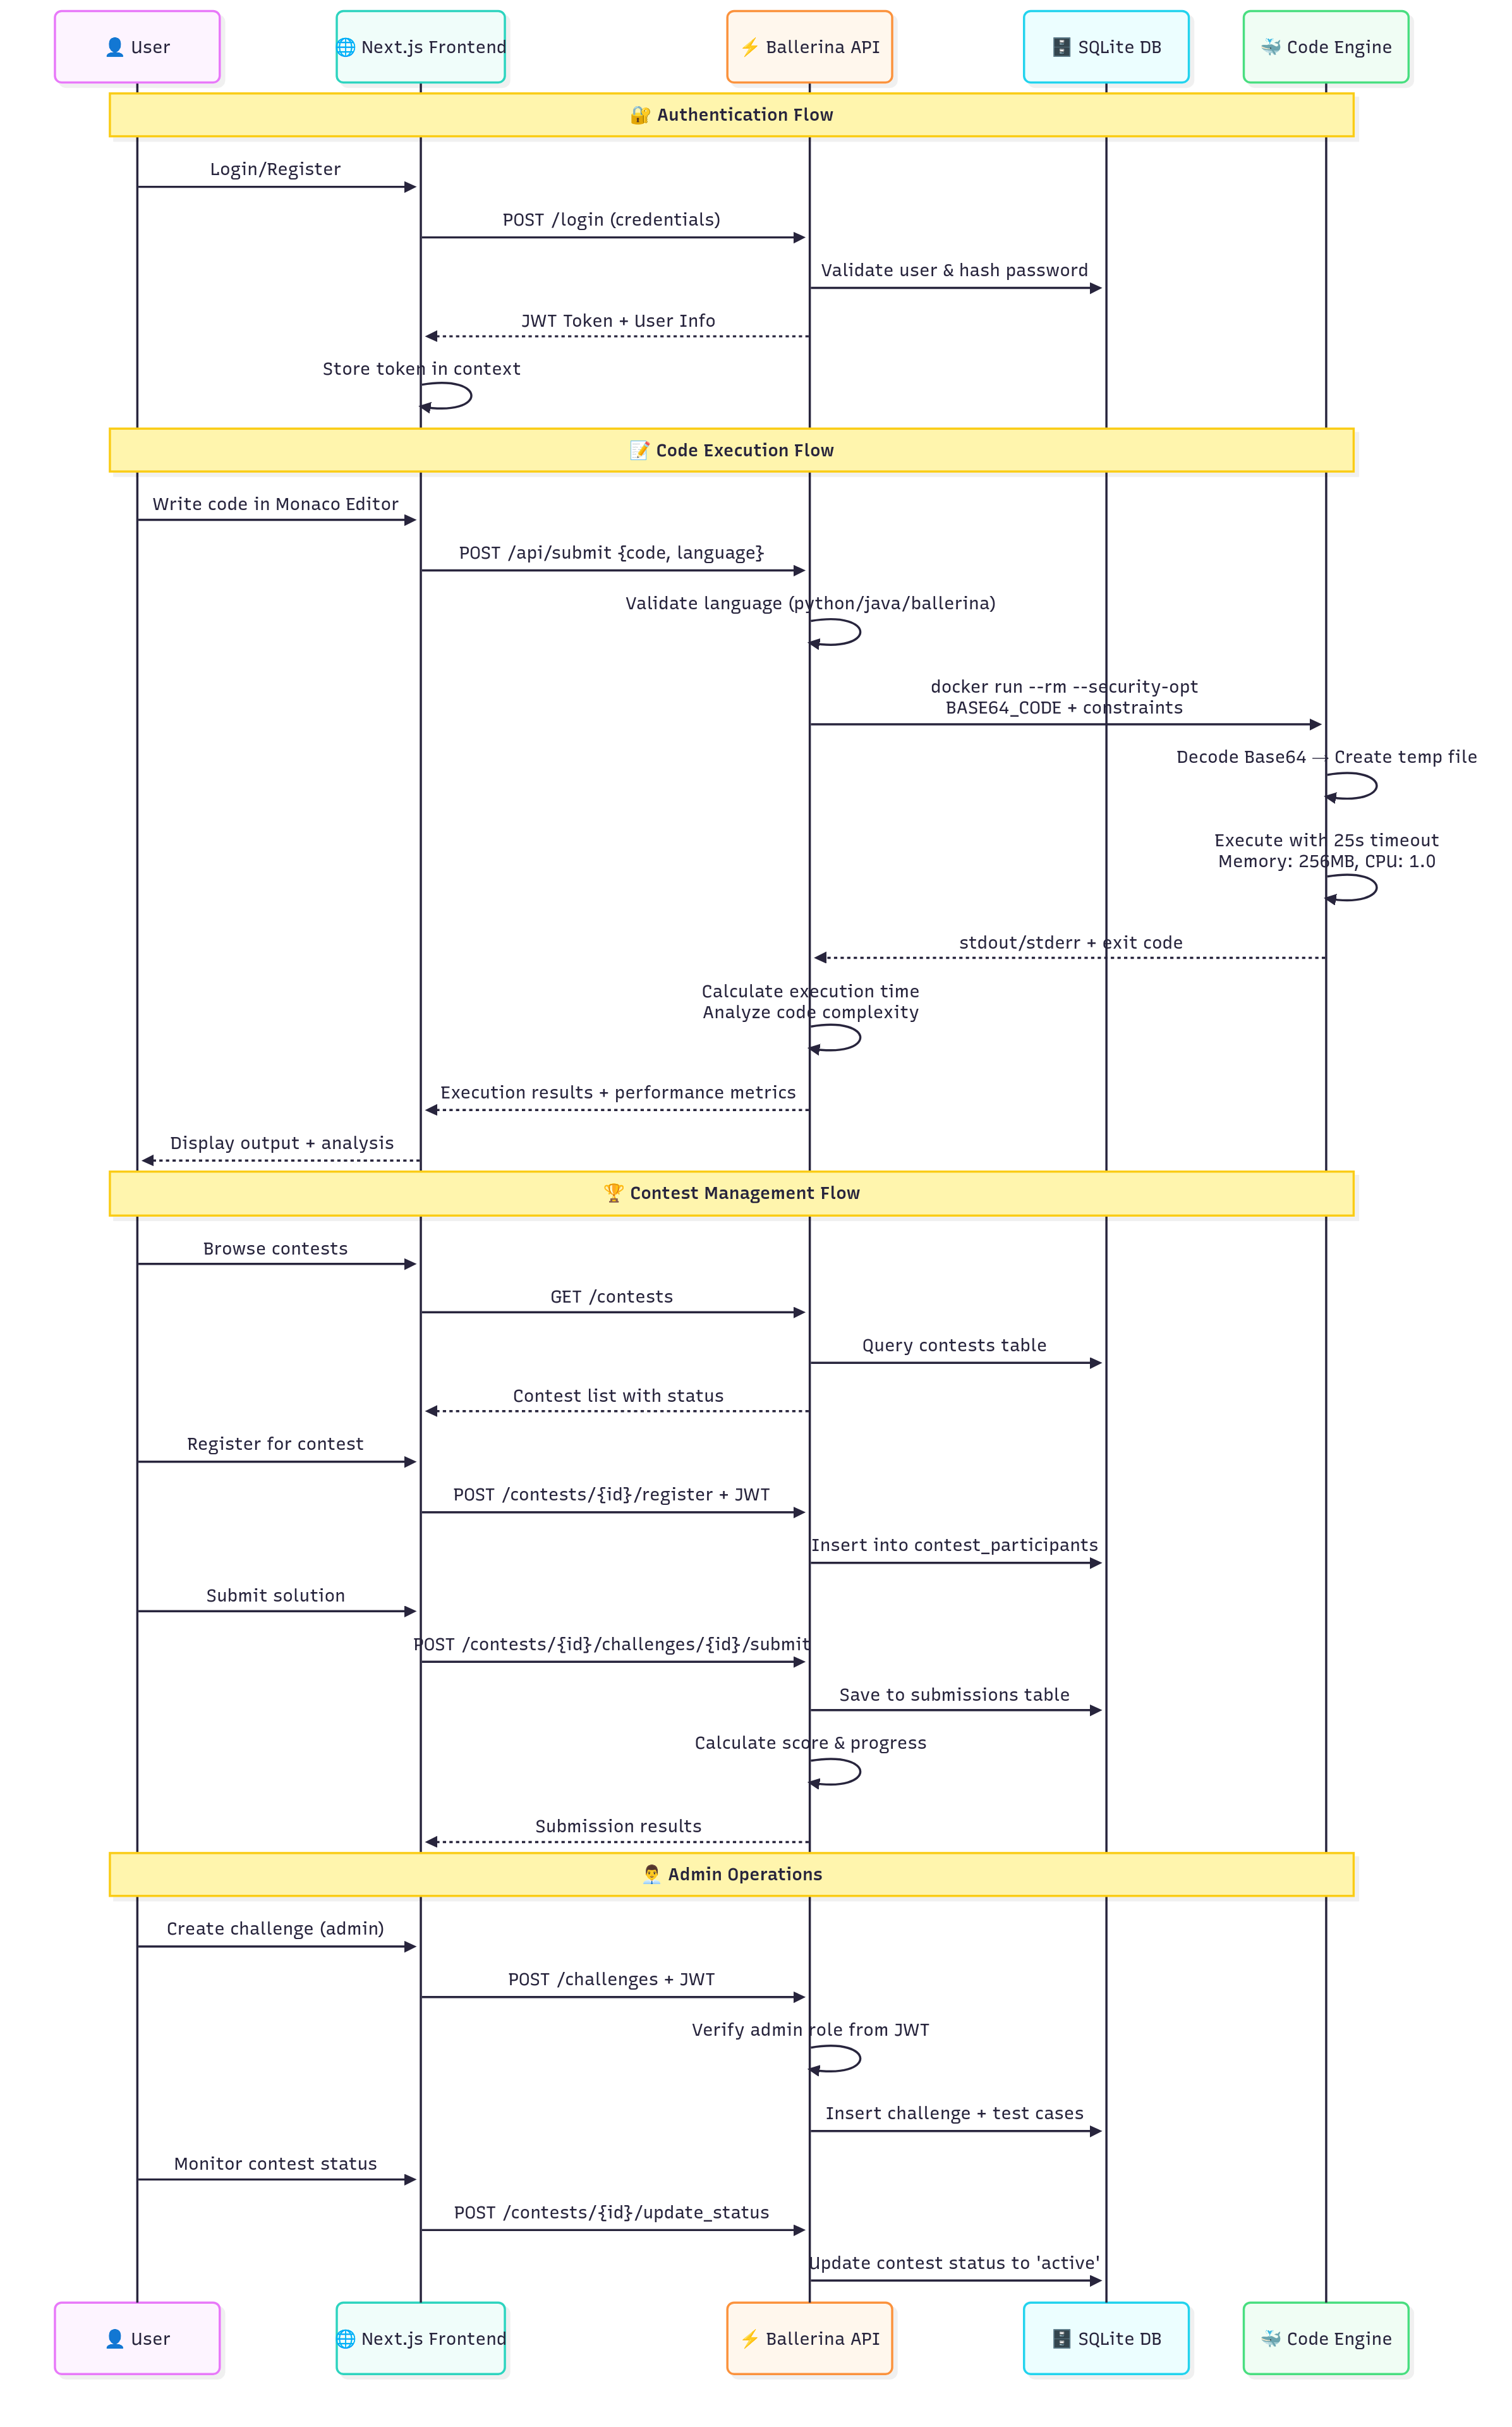 👤 User
🌐 Next.js Frontend
⚡ Ballerina API
🗄️ SQLite DB
🐳 Code Engine
🔐 Authentication Flow
Login/Register
POST /login (credentials)
Validate user & hash password
JWT Token + User Info
Store token in context
📝 Code Execution Flow
Write code in Monaco Editor
POST /api/submit {code, language}
Validate language (python/java/ballerina)
docker run --rm --security-opt
BASE64_CODE + constraints
Decode Base64 → Create temp file
Execute with 25s timeout
Memory: 256MB, CPU: 1.0
stdout/stderr + exit code
Calculate execution time
Analyze code complexity
Execution results + performance metrics
Display output + analysis
🏆 Contest Management Flow
Browse contests
GET /contests
Query contests table
Contest list with status
Register for contest
POST /contests/{id}/register + JWT
Insert into contest_participants
Submit solution
POST /contests/{id}/challenges/{id}/submit
Save to submissions table
Calculate score & progress
Submission results
👨‍💼 Admin Operations
Create challenge (admin)
POST /challenges + JWT
Verify admin role from JWT
Insert challenge + test cases
Monitor contest status
POST /contests/{id}/update_status
Update contest status to 'active'
👤 User
🌐 Next.js Frontend
⚡ Ballerina API
🗄️ SQLite DB
🐳 Code Engine